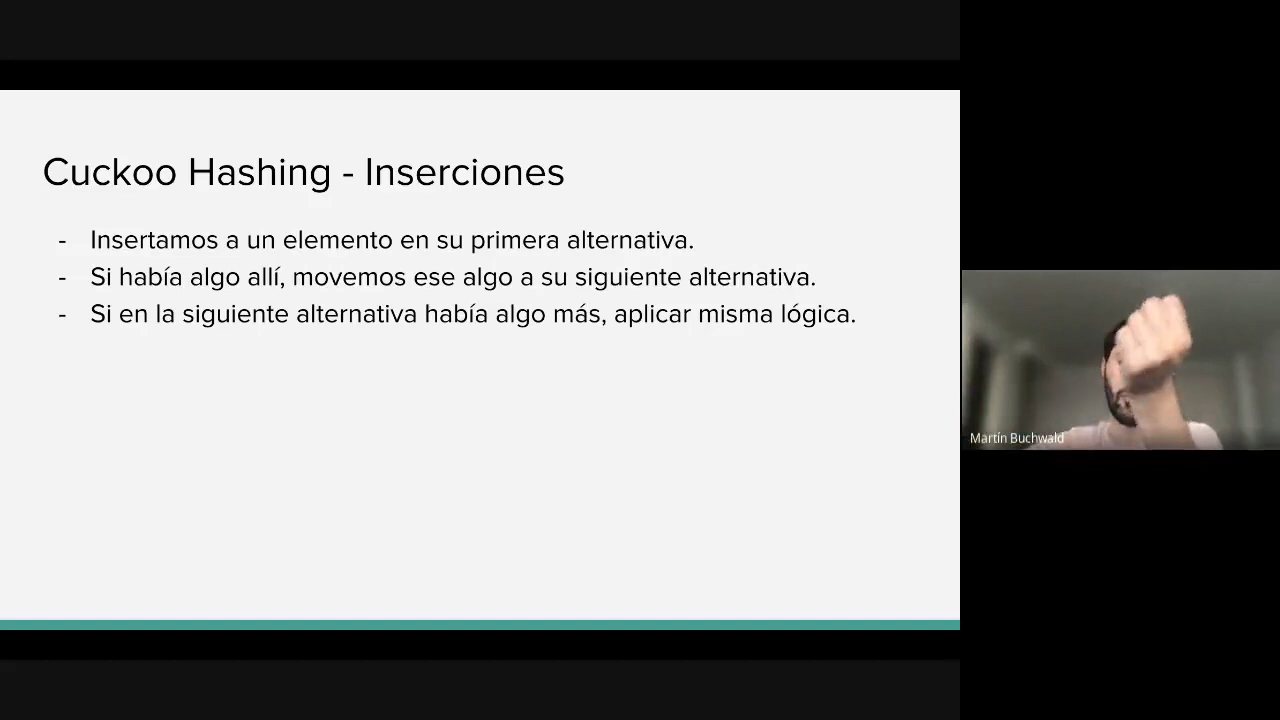 Cuckoo Hashing - Inserciones
- Insertamos a un elemento en su primera alternativa.
- Si había algo allí, movemos ese algo a su siguiente alternativa.
- Si en la siguiente alternativa había algo más, aplicar misma lógica.
Martín Buchwald